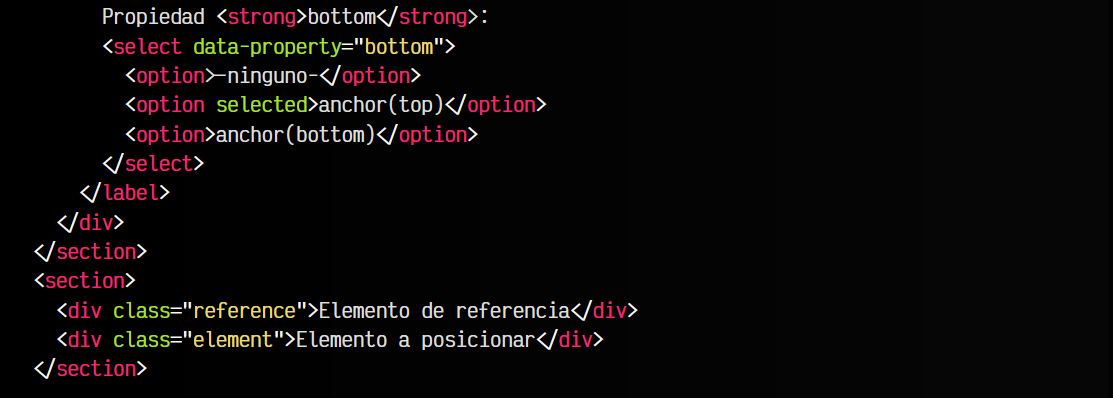 Propiedad <strong>bottom</strong>:
<select data-property="bottom">
<option>-ninguno-</option>
<option selected>anchor(top)</option>
<option>anchor(bottom)</option>
</select>
</label>
</div>
</section>
<section>
<div class="reference">Elemento de referencia</div>
<div class="element">Elemento a posicionar</div>
</section>